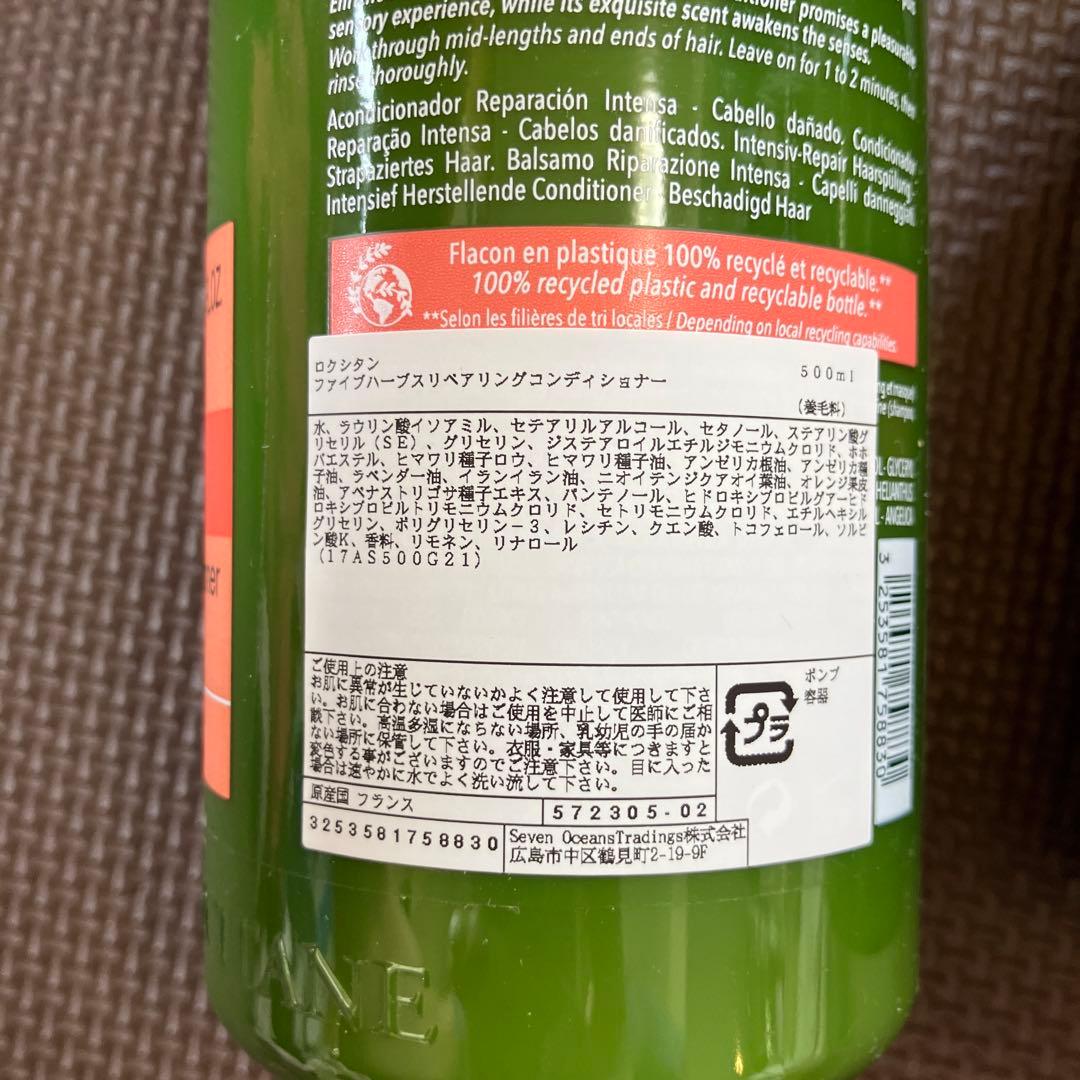 sensory experience, while its exquisite scent awakens the senses.
through mid-lengths and ends of hair. Leave on for 1 to 2 minutes, then
rinse thoroughly.
Acondicionador Reparación Intensa - Cabello dañado. Condicionador
Reparação Intensa - Cabelos danificados. Intensiv-Repair Haarspülung -
Strapaziertes Haar. Balsamo Riparazione Intensa - Capelli danneggiati.
Intensief Herstellende Conditioner - Beschadigd Haar
Flacon en plastique 100% recyclé et recyclable.**
100% recycled plastic and recyclable bottle.**
**Selon les filières de tri locales / Depending on local recycling capabilities.
ロクシタン
ファイブハーブスリペアリングコンディショナー 500ml
(養毛料)
水、ラウリン酸イソアミル、セテアリルアルコール、セタノール、ステアリン酸グ
リセリル(SE)、グリセリン、ジステアロイルエチルジモニウムクロリド、ホホ
バエステル、ヒマワリ種子ロウ、ヒマワリ種子油、アンゼリカ根油、アンゼリカ種
子油、ラベンダー油、イランイラン油、ニオイテンジクアオイ葉油、オレンジ果皮
油、アベナストリゴサ種子エキス、パンテノール、ヒドロキシプロピルグアーヒド
ロキシプロピルトリモニウムクロリド、セトリモニウムクロリド、エチルヘキシル
グリセリン、ポリグリセリン-3、レシチン、クエン酸、トコフェロール、ソルビ
ン酸K、香料、リモネン、リナロール
(17AS500G21)
ご使用上の注意
お肌に異常が生じていないかよく注意して使用して下さ
い。お肌に合わない場合はご使用を中止して医師にご相
談下さい。高温多湿にならない場所、乳幼児の手の届か
ない場所に保管して下さい。衣服・家具等につきますと
変色する事がございますのでご注意下さい。目に入った
場合は速やかに水でよく洗い流して下さい。
ポンプ
容器
プラ
原産国 フランス
572305-02
3253581758830
Seven OceansTradings株式会社
広島市中区鶴見町2-19-9F
OL - GLYCERYL
HELIANTHUS
L - ANGELICA
3 253581 758830
.OZ
ner
ANE